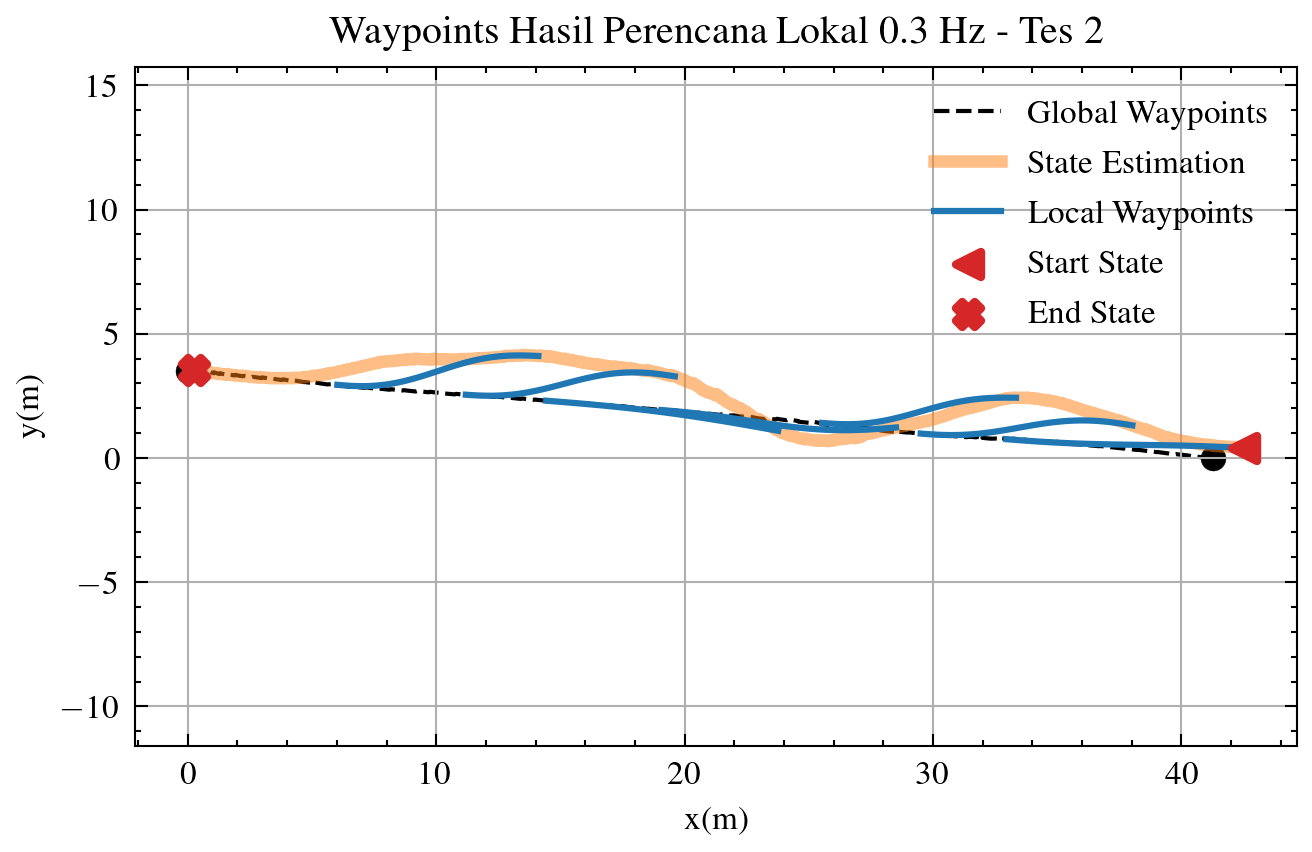 Waypoints Hasil Perencana Lokal 0.3 Hz - Tes 2
Global Waypoints
State Estimation
Local Waypoints
Start State
End State
15
10
5
0
−5
−10
y(m)
0
10
20
30
40
x(m)